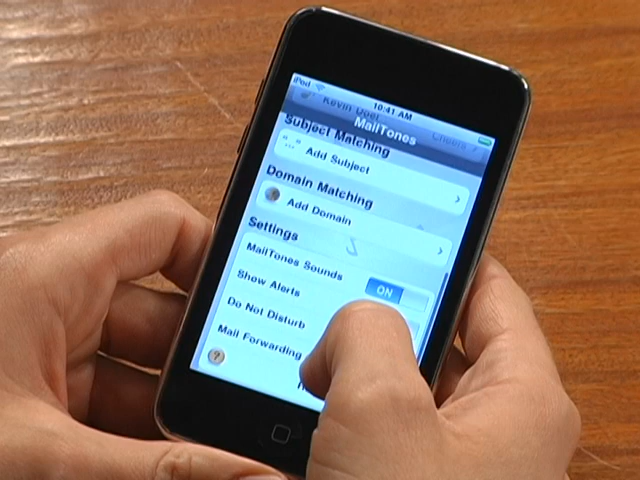 iPod 10:41 AM
Kevin
MailTones
Subject Matching
Add Subject
Domain Matching
Add Domain
Settings
MailTones Sounds
ON
Show Alerts
Do Not Disturb
Mail Forwarding
?